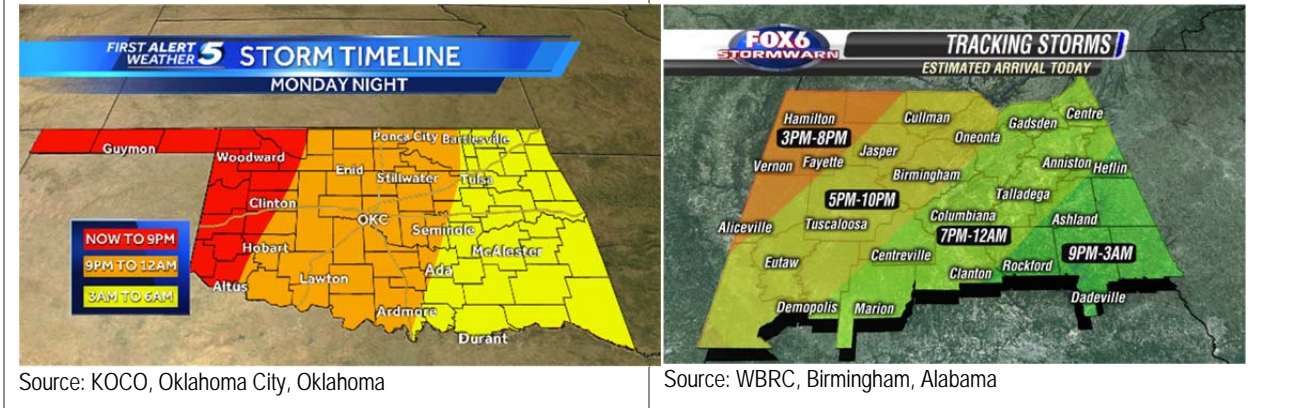 FIRST ALERT
WEATHER 5
STORM TIMELINE
MONDAY NIGHT
Ponca City
Bartlesville
Guymon
Woodward
Enid
Stillwater
Tulsa
Clinton
OKC
Seminole
NOW TO 9PM
9PM TO 12AM
3AM TO 6AM
Hobart
McAlester
Lawton
Ada
Altus
Ardmore
Durant
Source: KOCO, Oklahoma City, Oklahoma
FOX6
STORMWARN
TRACKING STORMS
ESTIMATED ARRIVAL TODAY
Hamilton
3PM-8PM
Cullman
Gadsden
Centre
Oneonta
Vernon
Fayette
Jasper
Birmingham
Anniston
Heflin
5PM-10PM
Talladega
Aliceville
Tuscaloosa
Columbiana
7PM-12AM
Ashland
Eutaw
Centreville
Clanton
Rockford
9PM-3AM
Demopolis
Marion
Dadeville
Source: WBRC, Birmingham, Alabama